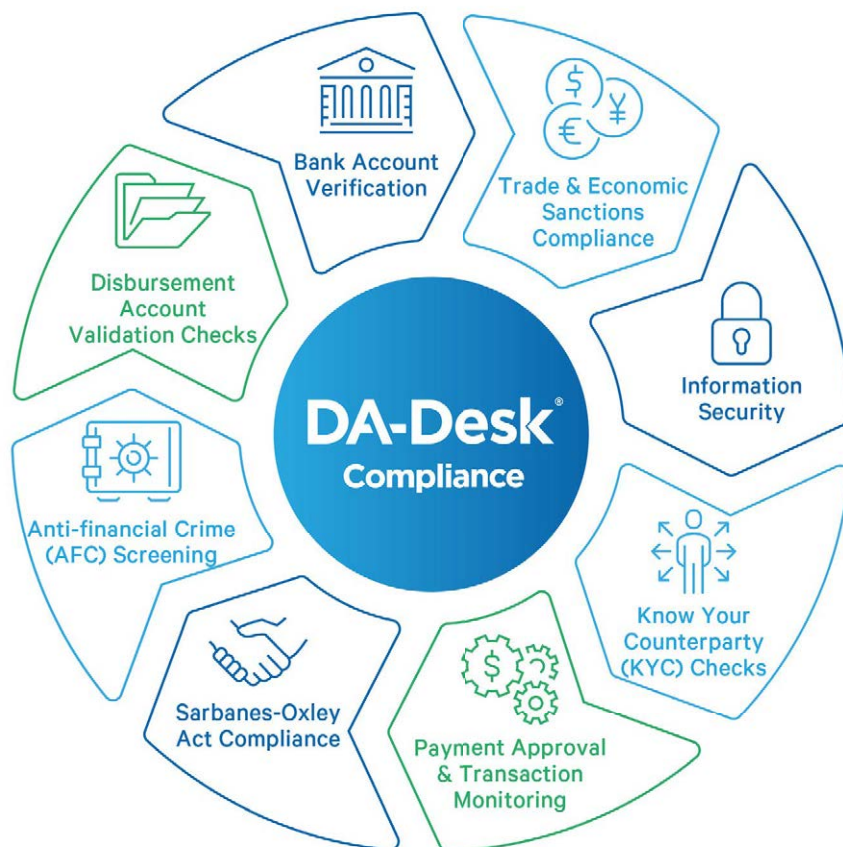 Bank Account
Verification
Trade & Economic
Sanctions
Compliance
Information
Security
Know Your
Counterparty
(KYC) Checks
Payment Approval
& Transaction
Monitoring
Sarbanes-Oxley
Act Compliance
Anti-financial Crime
(AFC) Screening
Disbursement
Account
Validation Checks
DA-Desk®
Compliance
$
¥
€
$